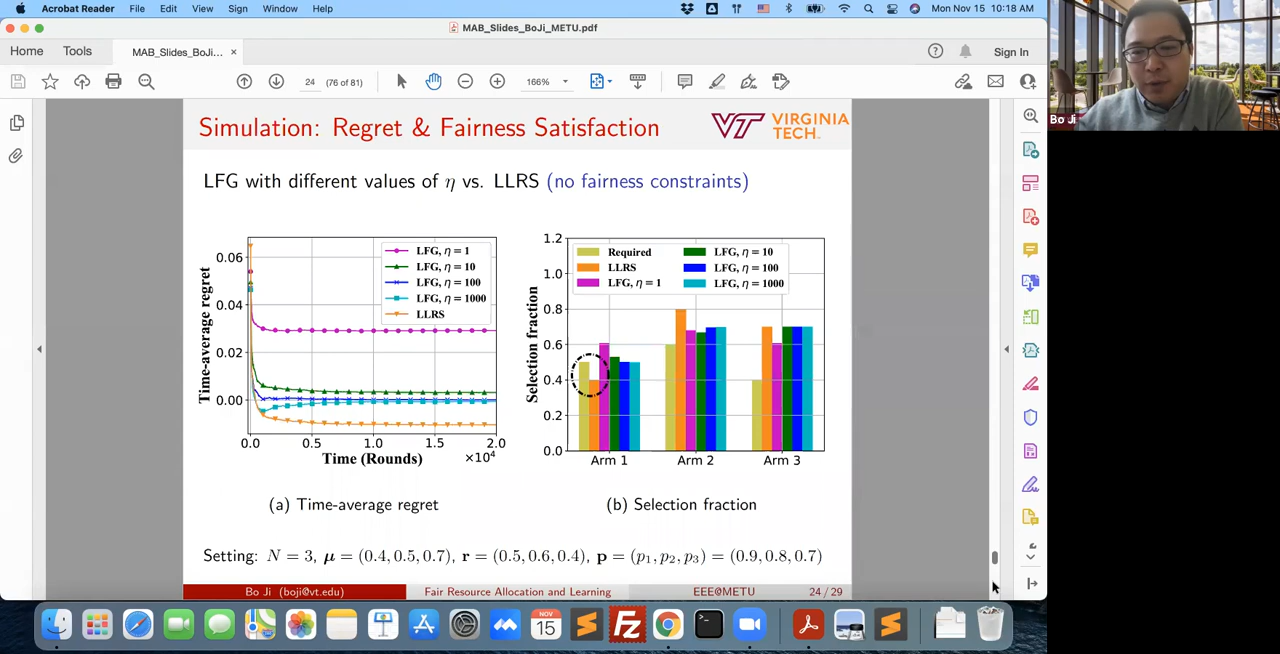 Acrobat Reader File Edit View Sign Window Help Mon Nov 15 10:18 AM
MAB_Slides_BoJi_METU.pdf
Home Tools MAB_Slides_BoJi... × Sign In
24 (76 of 81) 166%
Simulation: Regret & Fairness Satisfaction
VT VIRGINIA TECH.
LFG with different values of η vs. LLRS (no fairness constraints)
Time-average regret
0.06
0.04
0.02
0.00
0.0 0.5 1.0 1.5 2.0
Time (Rounds) ×10⁴
LFG, η = 1
LFG, η = 10
LFG, η = 100
LFG, η = 1000
LLRS
(a) Time-average regret
Selection fraction
1.2
1.0
0.8
0.6
0.4
0.2
0.0
Required LFG, η = 10
LLRS LFG, η = 100
LFG, η = 1 LFG, η = 1000
Arm 1 Arm 2 Arm 3
(b) Selection fraction
Setting: N = 3, μ = (0.4, 0.5, 0.7), r = (0.5, 0.6, 0.4), p = (p₁, p₂, p₃) = (0.9, 0.8, 0.7)
Bo Ji (boji@vt.edu) Fair Resource Allocation and Learning EEE@METU 24 / 29
Bo Ji
NOV
15
Fz